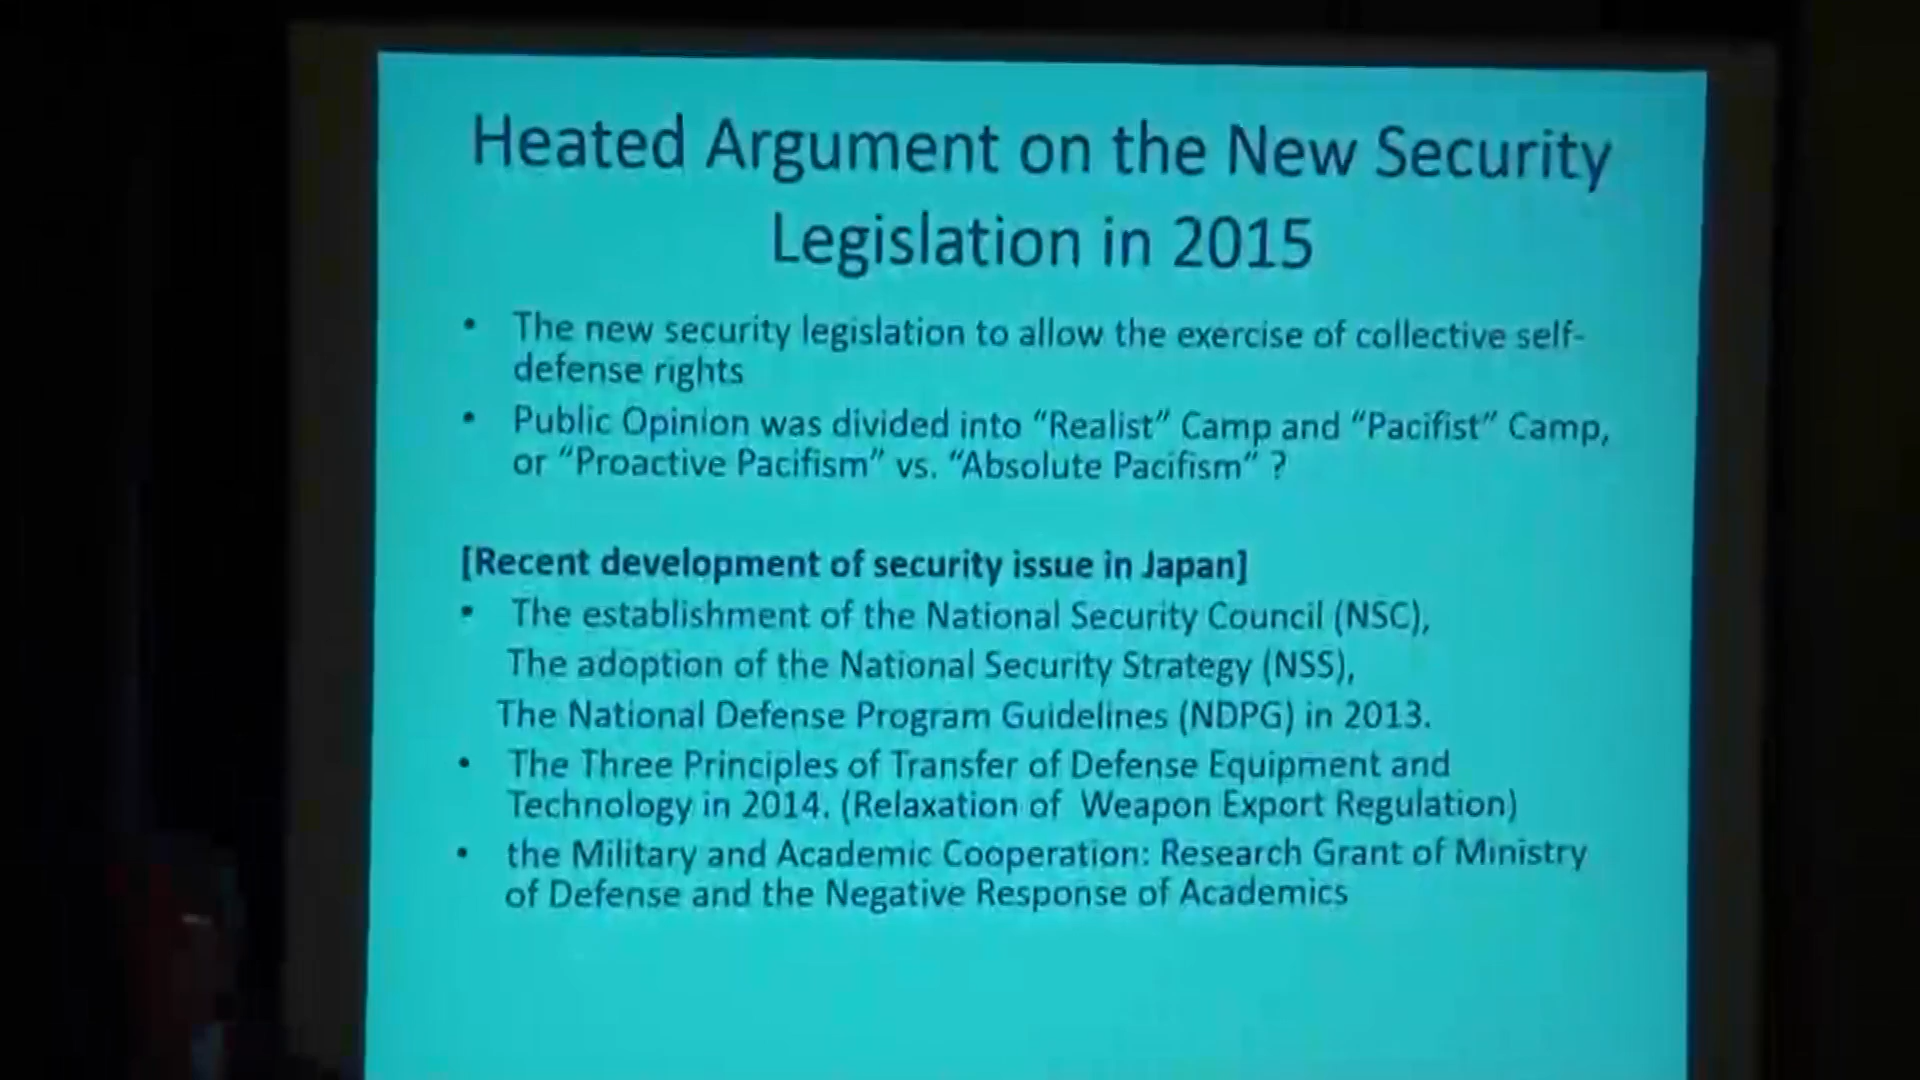 Heated Argument on the New Security
Legislation in 2015
• The new security legislation to allow the exercise of collective self-
defense rights
• Public Opinion was divided into “Realist” Camp and “Pacifist” Camp,
or “Proactive Pacifism” vs. “Absolute Pacifism” ?
[Recent development of security issue in Japan]
• The establishment of the National Security Council (NSC),
The adoption of the National Security Strategy (NSS),
The National Defense Program Guidelines (NDPG) in 2013.
• The Three Principles of Transfer of Defense Equipment and
Technology in 2014. (Relaxation of Weapon Export Regulation)
• the Military and Academic Cooperation: Research Grant of Ministry
of Defense and the Negative Response of Academics